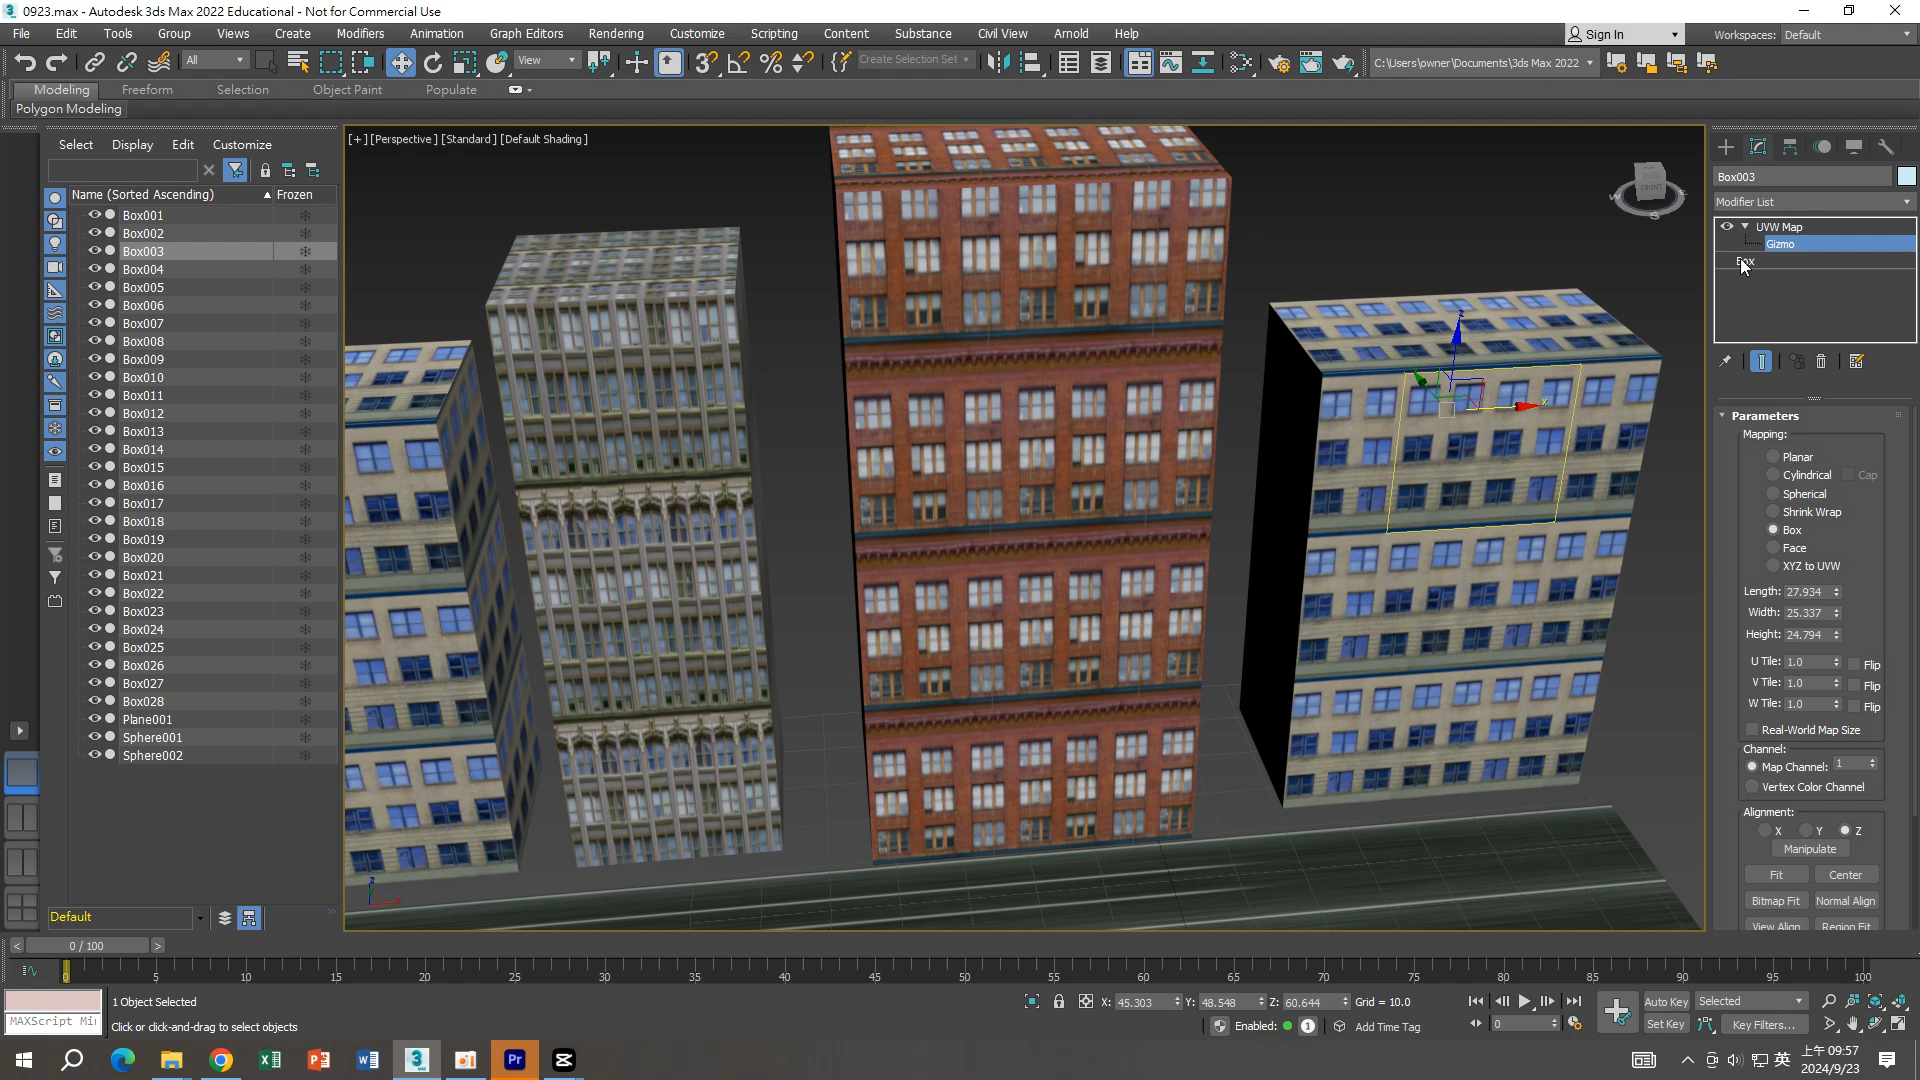 0923.max - Autodesk 3ds Max 2022 Educational - Not for Commercial Use
File Edit Tools Group Views Create Modifiers Animation Graph Editors Rendering Customize Scripting Content Substance Civil View Arnold Help Sign In Workspaces: Default
All View Create Selection Set C:\Users\owner\Documents\3ds Max 2022
Modeling Freeform Selection Object Paint Populate
Polygon Modeling
Select Display Edit Customize
Name (Sorted Ascending) Frozen
Box001
Box002
Box003
Box004
Box005
Box006
Box007
Box008
Box009
Box010
Box011
Box012
Box013
Box014
Box015
Box016
Box017
Box018
Box019
Box020
Box021
Box022
Box023
Box024
Box025
Box026
Box027
Box028
Plane001
Sphere001
Sphere002
Default
[+] [Perspective] [Standard] [Default Shading]
FRONT
W S
z
x
Box003
Modifier List
UVW Map
Gizmo
Box
Parameters
Mapping:
Planar
Cylindrical Cap
Spherical
Shrink Wrap
Box
Face
XYZ to UVW
Length: 27.934
Width: 25.337
Height: 24.794
U Tile: 1.0 Flip
V Tile: 1.0 Flip
W Tile: 1.0 Flip
Real-World Map Size
Channel:
Map Channel: 1
Vertex Color Channel
Alignment:
X Y Z
Manipulate
Fit Center
Bitmap Fit Normal Align
View Align Region Fit
< 0 / 100 >
0 5 10 15 20 25 30 35 40 45 50 55 60 65 70 75 80 85 90 95 100
1 Object Selected X: 45.303 Y: 48.548 Z: 60.644 Grid = 10.0 Auto Key Selected
MAXScript Mi Click or click-and-drag to select objects Enabled: 1 Add Time Tag 0 Set Key Key Filters...
英 上午 09:57
2024/9/23